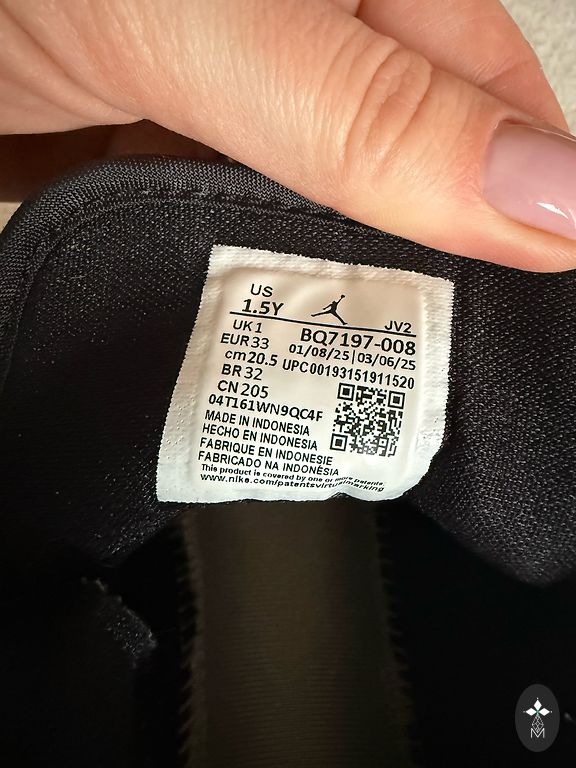 US
1.5Y JV2
UK 1 BQ7197-008
EUR 33 01/08/25 | 03/06/25
cm 20.5 UPC00193151911520
BR 32
CN 205
04T161WN9QC4F
MADE IN INDONESIA
HECHO EN INDONESIA
FABRIQUE EN INDONESIE
FABRICADO NA INDONÉSIA
This product is covered by one or more patents
www.nike.com/patentsvirtualmarking
M